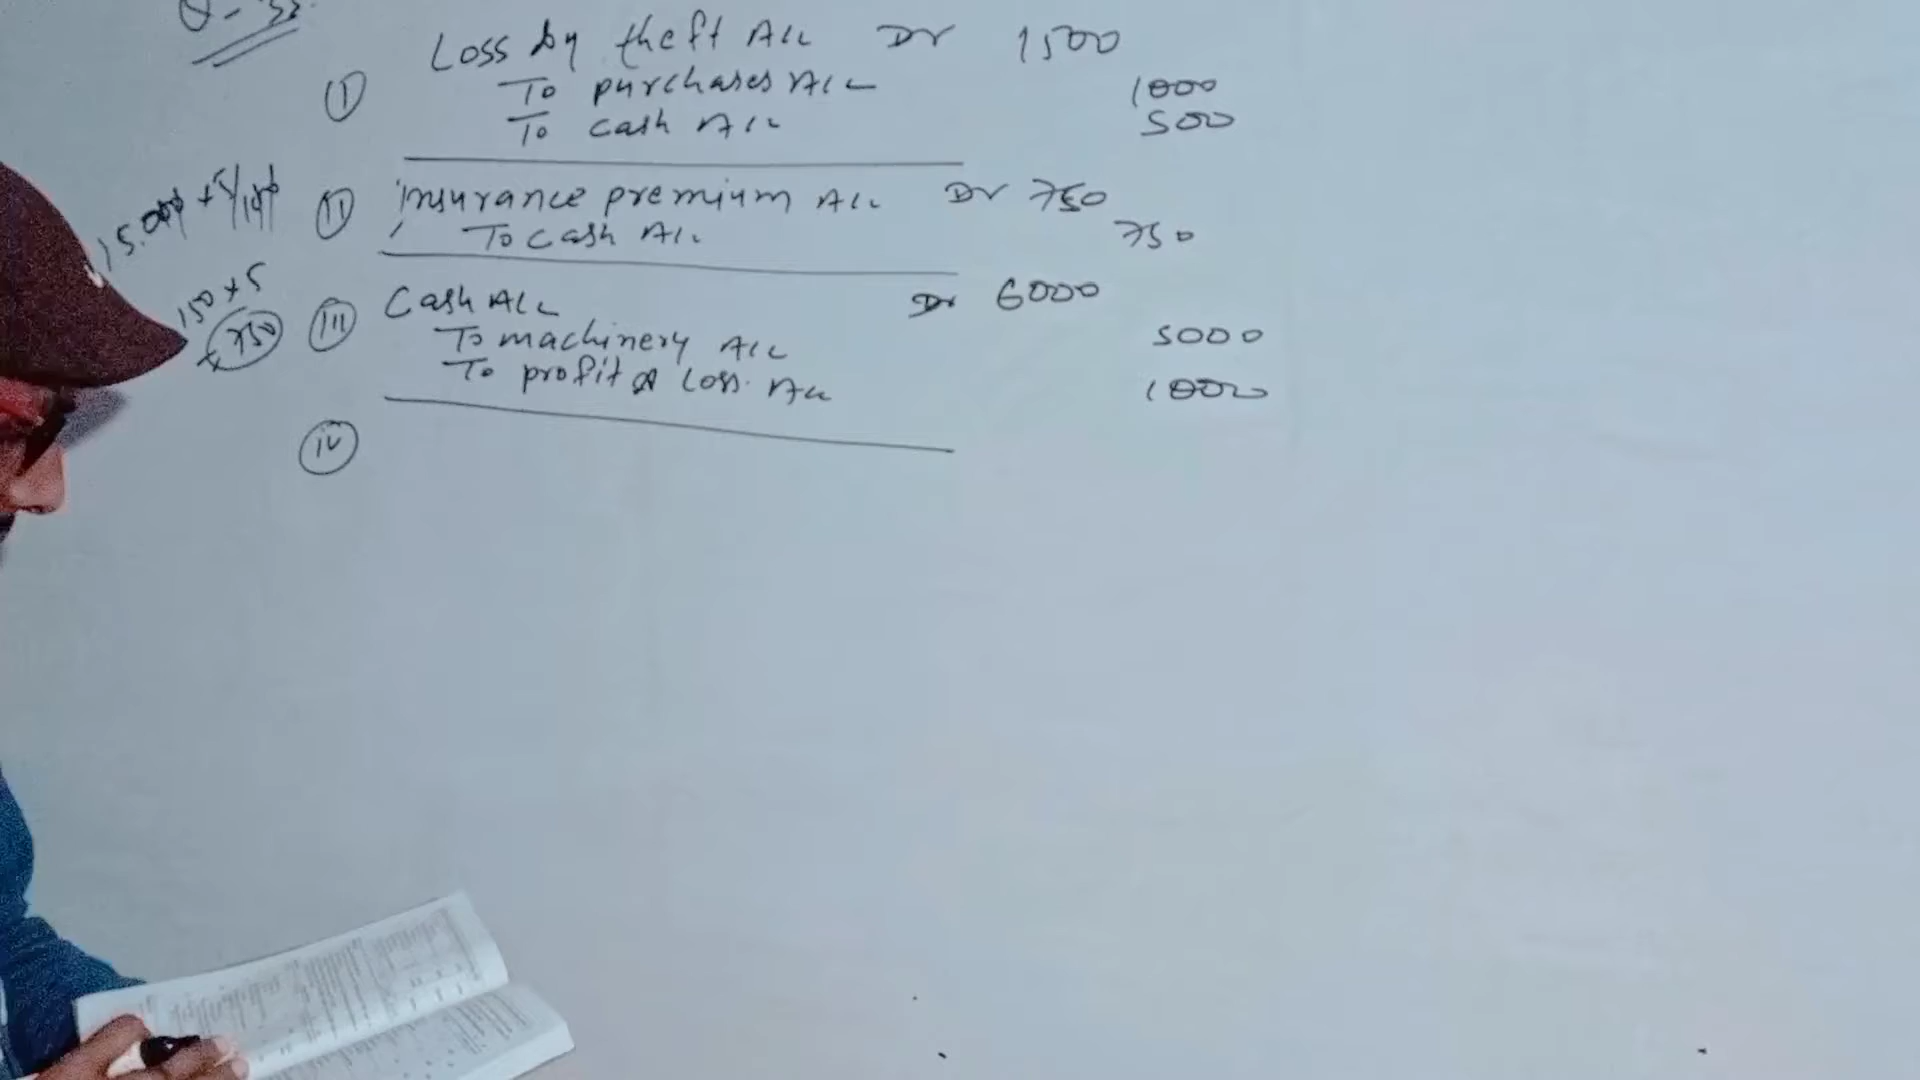 Q-33.
(I) Loss by theft A/c Dr 1500
To purchases A/c 1000
To cash A/c 500
15,000 × 5/100
(II) insurance premium A/c Dr 750
To cash A/c 750
150 × 5
750
(III) Cash A/c Dr 6000
To machinery A/c 5000
To profit & Loss. A/c 1000
(IV)